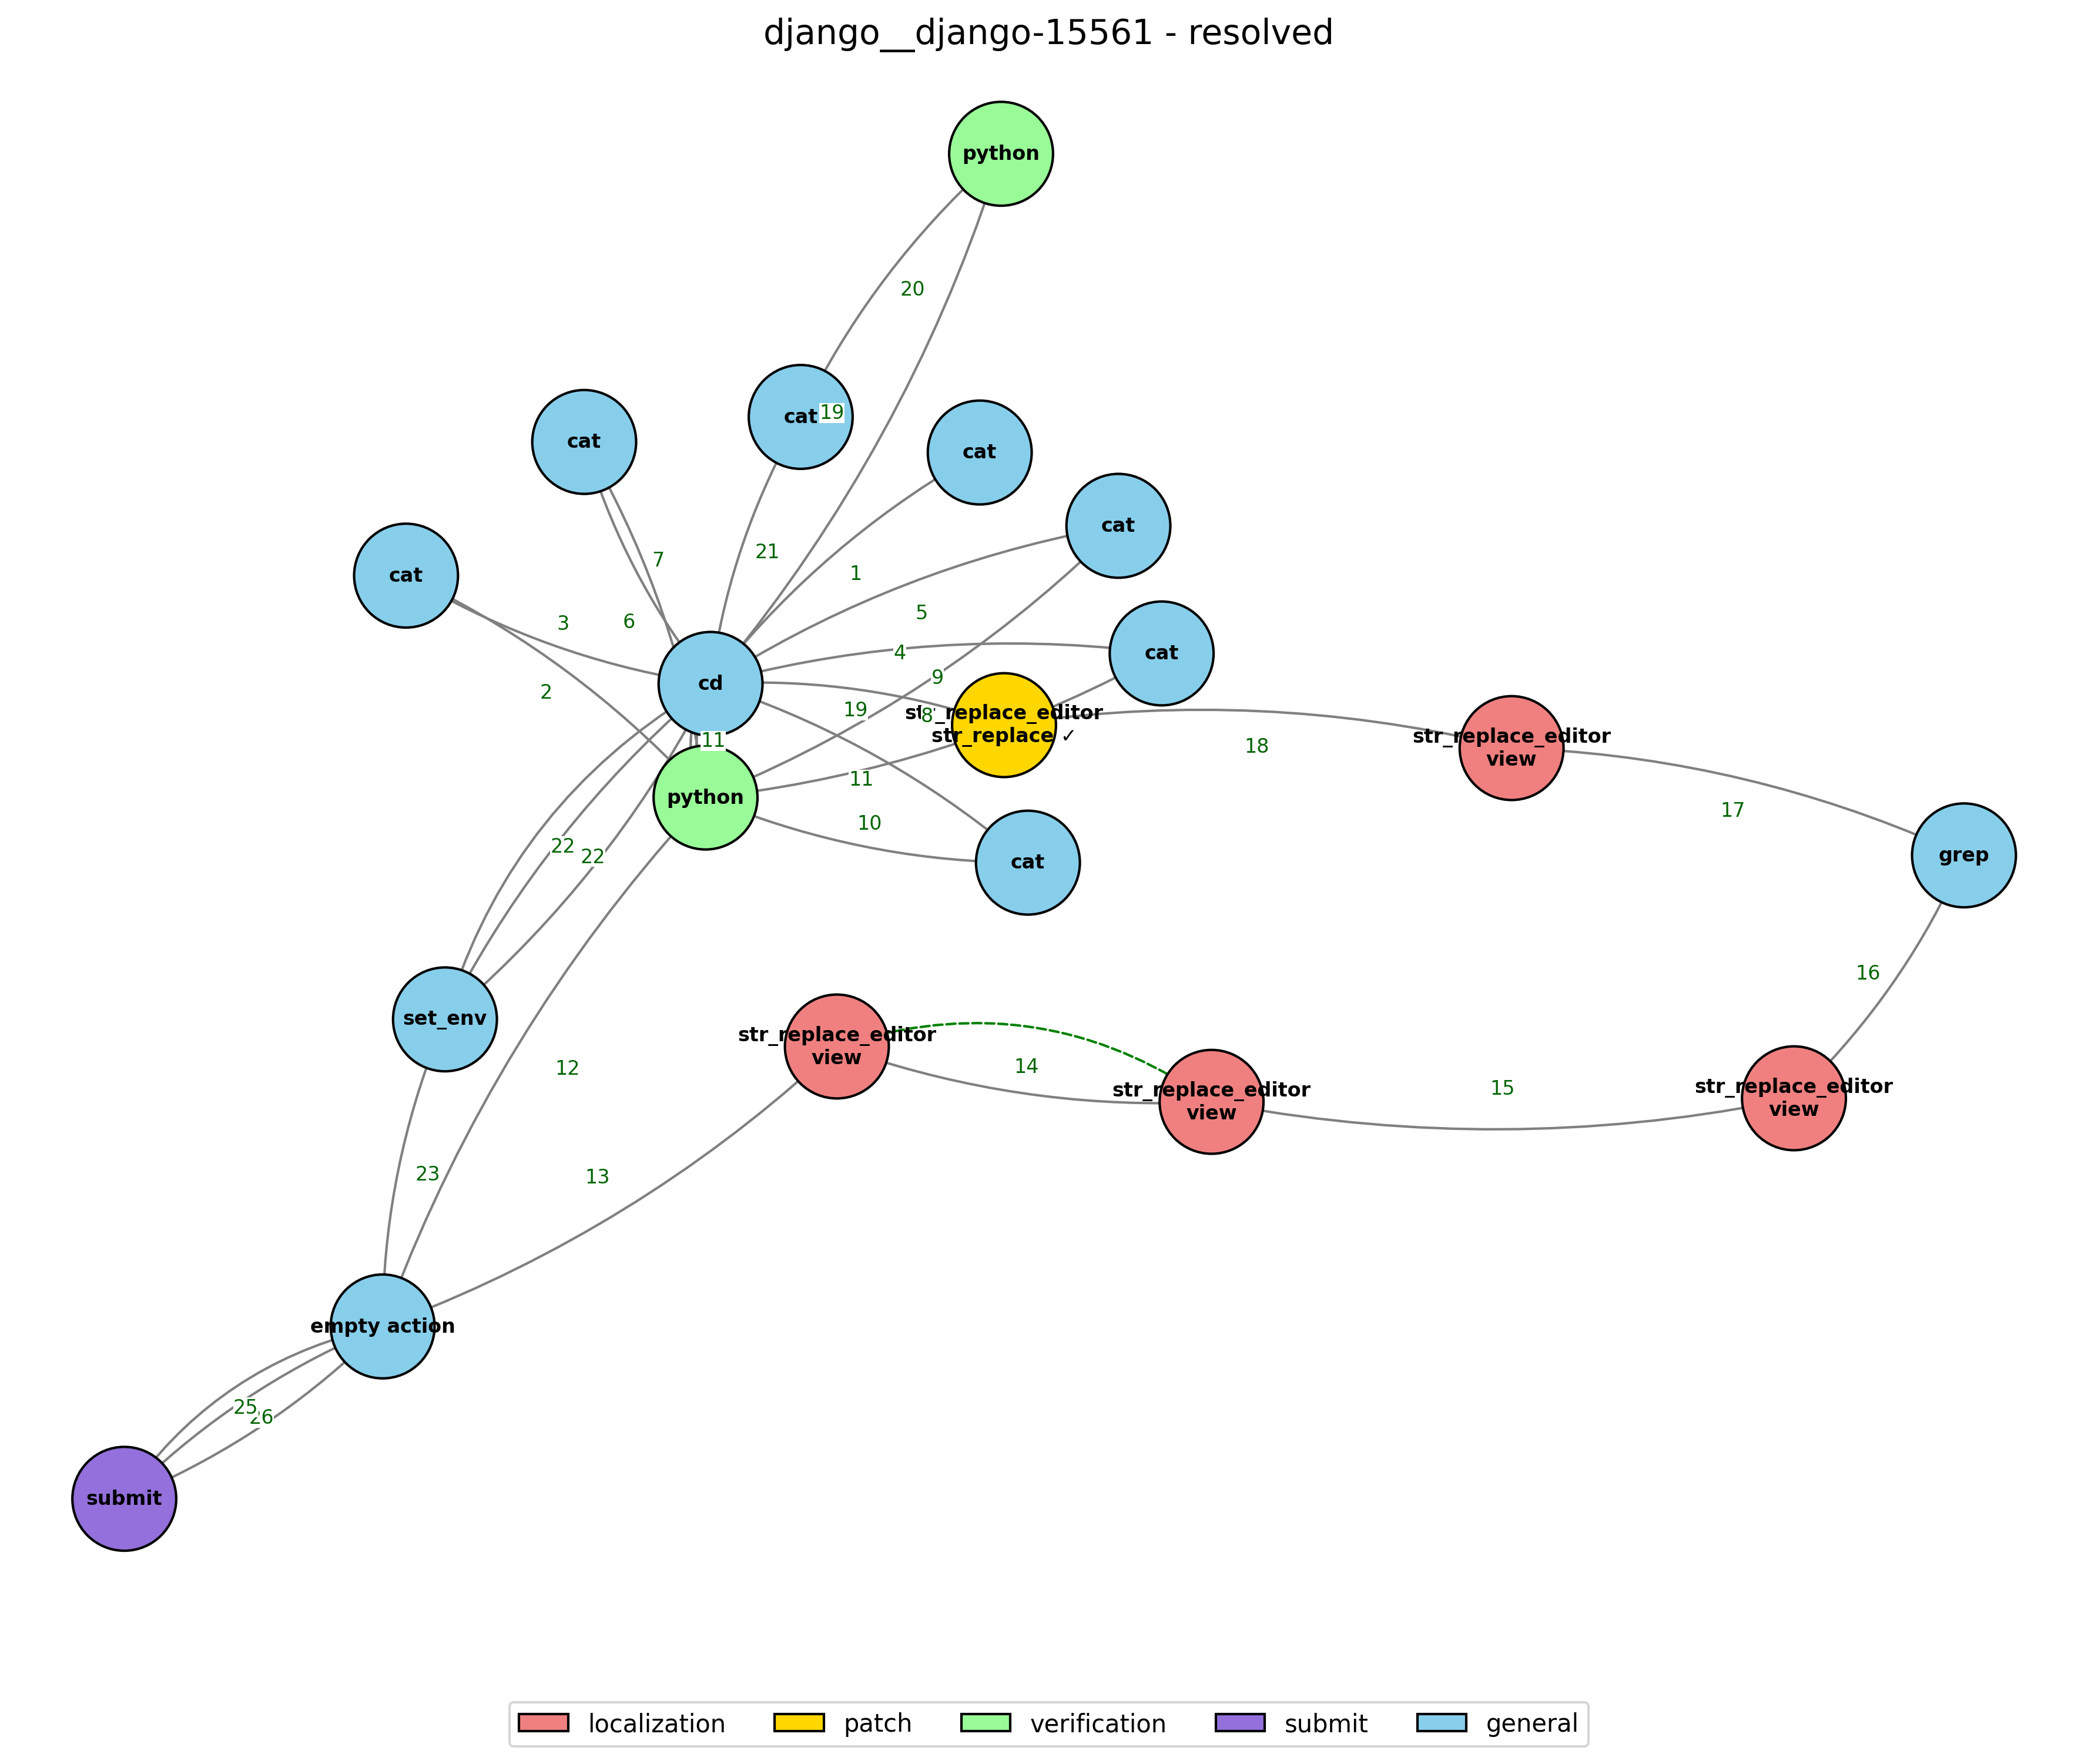 django__django-15561 - resolved
python
20
cat
19
cat
cat
cat
cat
7
21
1
3
6
5
4
cat
9
2
cd
19
8
str_replace_editor
str_replace ✓
18
str_replace_editor
view
11
python
11
17
10
22
22
cat
grep
16
set_env
str_replace_editor
view
12
14
str_replace_editor
view
15
str_replace_editor
view
23
13
empty action
25
26
submit
localization
patch
verification
submit
general